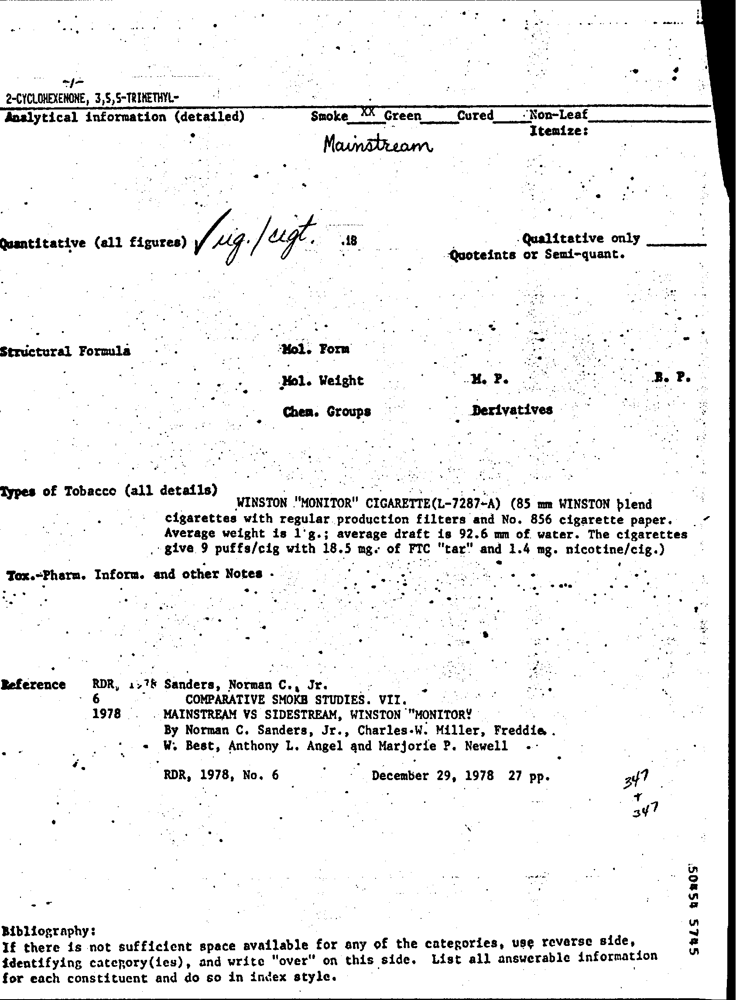 -/-
2-CYCLOHEXENONE, 3,5,5-TRIMETHYL-
Analytical information (detailed) Smoke XX Green Cured Non-Leaf
Itemize:
Mainstream
Quantitative (all figures) √ ug./cigt. .18 Qualitative only
Quoteints or Semi-quant.
Structural Formula Mol. Form
Mol. Weight M. P. B. P.
Chem. Groups Derivatives
Types of Tobacco (all details)
WINSTON "MONITOR" CIGARETTE(L-7287-A) (85 mm WINSTON blend
cigarettes with regular production filters and No. 856 cigarette paper.
Average weight is 1 g.; average draft is 92.6 mm of water. The cigarettes
give 9 puffs/cig with 18.5 mg. of FTC "tar" and 1.4 mg. nicotine/cig.)
Tox.-Pharm. Inform. and other Notes
Reference RDR, Sanders, Norman C., Jr.
6 COMPARATIVE SMOKE STUDIES. VII.
1978 MAINSTREAM VS SIDESTREAM, WINSTON "MONITOR"
By Norman C. Sanders, Jr., Charles W. Miller, Freddie
W. Best, Anthony L. Angel and Marjorie P. Newell
RDR, 1978, No. 6 December 29, 1978 27 pp.
347
+
347
50454 5745
Bibliography:
If there is not sufficient space available for any of the categories, use reverse side,
identifying category(ies), and write "over" on this side. List all answerable information
for each constituent and do so in index style.